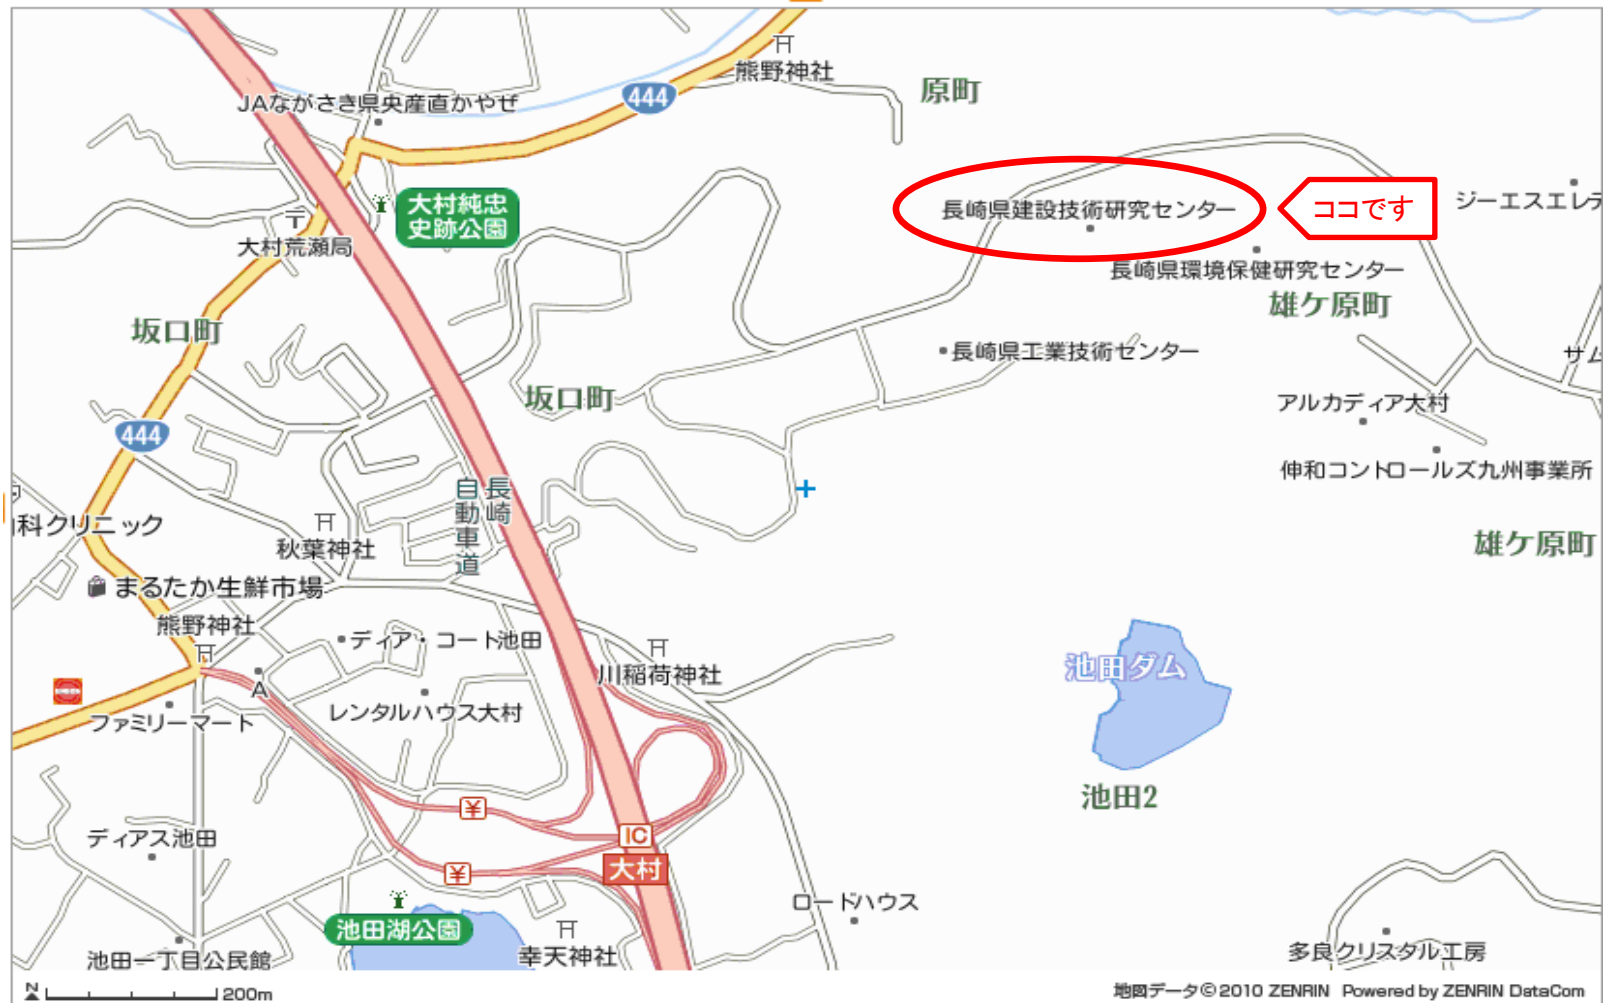 熊野神社
原町
444
JAながさき県央産直かやぜ
大村純忠
史跡公園
長崎県建設技術研究センター
ココです
ジーエスエレテ
〒
大村荒瀬局
長崎県環境保健研究センター
雄ケ原町
坂口町
長崎県工業技術センター
サム
坂口町
アルカディア大村
444
伸和コントロールズ九州事業所
長崎
自動車道
科クリニック
秋葉神社
雄ケ原町
まるたか生鮮市場
熊野神社
ディア・コート池田
川稲荷神社
池田ダム
A
ファミリーマート
レンタルハウス大村
池田2
¥
IC
大村
ディアス池田
¥
ロードハウス
池田湖公園
幸天神社
多良クリスタル工房
池田一丁目公民館
N
200m
地図データ©2010 ZENRIN Powered by ZENRIN DataCom